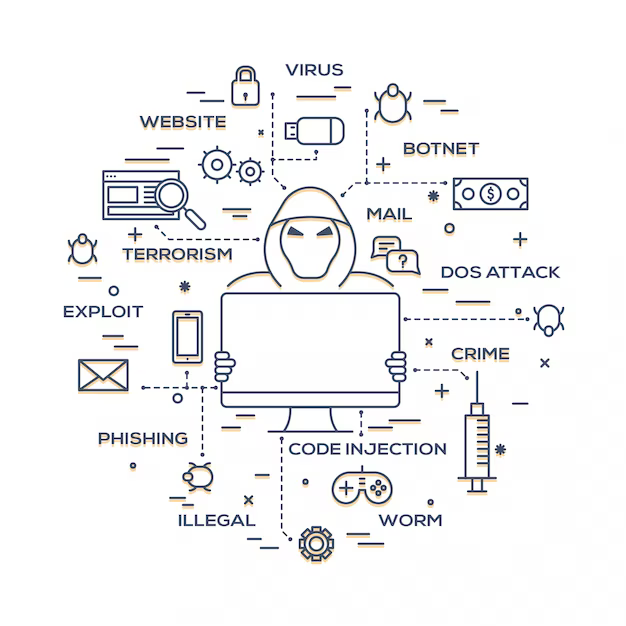 VIRUS
WEBSITE
BOTNET
MAIL
TERRORISM
DOS ATTACK
EXPLOIT
CRIME
PHISHING
CODE INJECTION
ILLEGAL
WORM
$
?